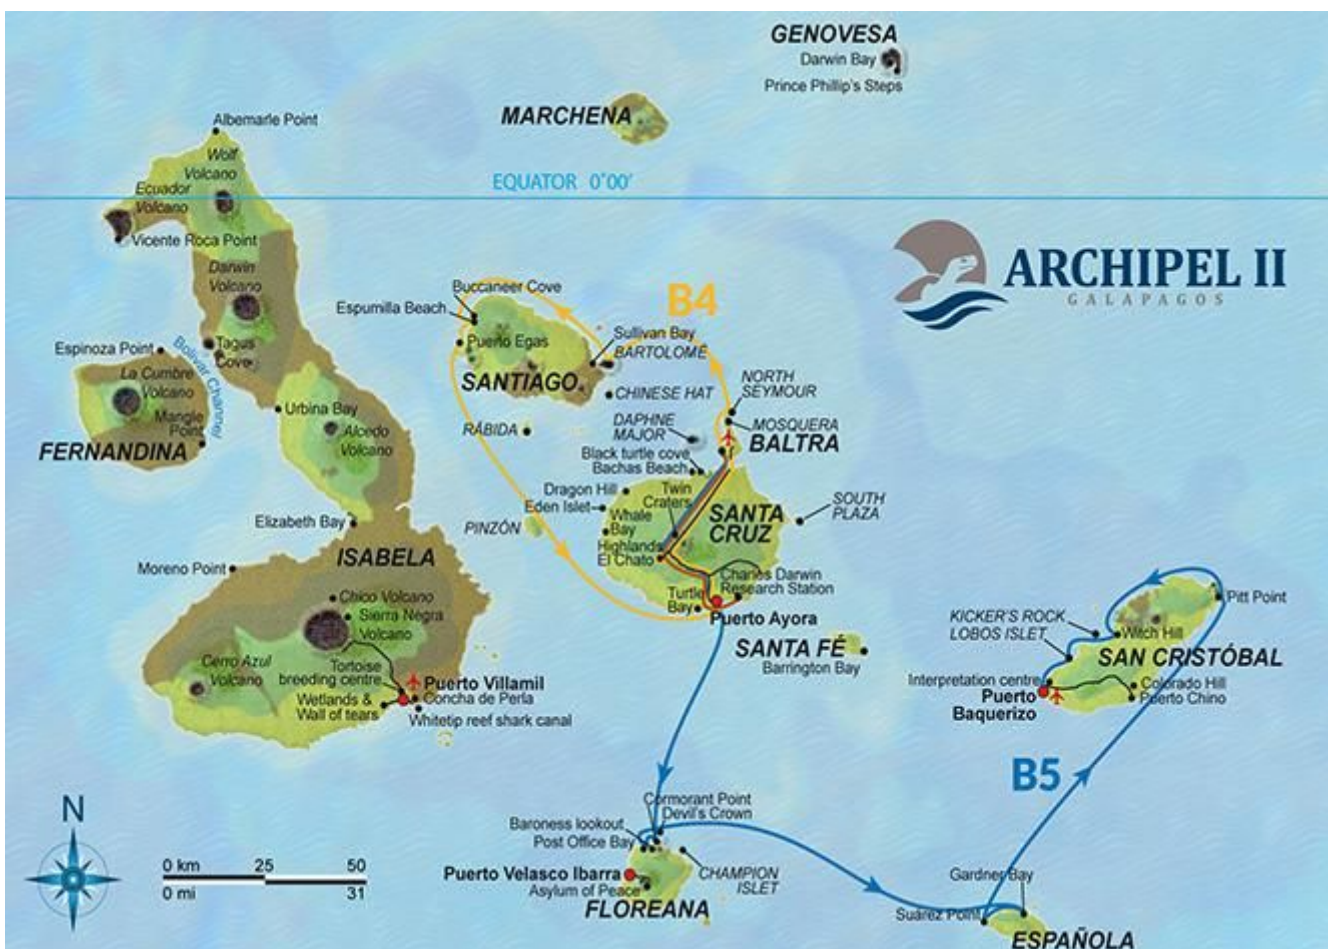 GENOVESA
Darwin Bay
Prince Phillip's Steps
MARCHENA
Albemarle Point
Wolf
Volcano
Ecuador
Volcano
EQUATOR 0°00'
Vicente Roca Point
Darwin
Volcano
ARCHIPEL II
GALAPAGOS
Buccaneer Cove
B4
Espumilla Beach
Puerto Egas
Sullivan Bay
BARTOLOMÉ
SANTIAGO
CHINESE HAT
NORTH
SEYMOUR
MOSQUERA
BALTRA
DAPHNE
MAJOR
RÁBIDA
Espinoza Point
Tagus
Cove
Bolivar Channel
La Cumbre
Volcano
Mangle
Point
FERNANDINA
Urbina Bay
Alcedo
Volcano
Black turtle cove
Bachas Beach
Dragon Hill
Twin
Craters
Eden Islet
Whale
Bay
SANTA
CRUZ
SOUTH
PLAZA
PINZÓN
Highlands
El Chato
Elizabeth Bay
ISABELA
Moreno Point
Charles Darwin
Research Station
Turtle
Bay
Puerto Ayora
Chico Volcano
Sierra Negra
Volcano
SANTA FÉ
Barrington Bay
Cerro Azul
Volcano
Tortoise
breeding centre
Puerto Villamil
Wetlands &
Wall of tears
Concha de Perla
Whitetip reef shark canal
Pitt Point
KICKER'S ROCK
LOBOS ISLET
Witch Hill
SAN CRISTÓBAL
Interpretation centre
Colorado Hill
Puerto Chino
Puerto
Baquerizo
B5
N
0 km 25 50
0 mi 31
Cormorant Point
Devil's Crown
Baroness lookout
Post Office Bay
Puerto Velasco Ibarra
Asylum of Peace
CHAMPION
ISLET
FLOREANA
Gardner Bay
Suárez Point
ESPAÑOLA